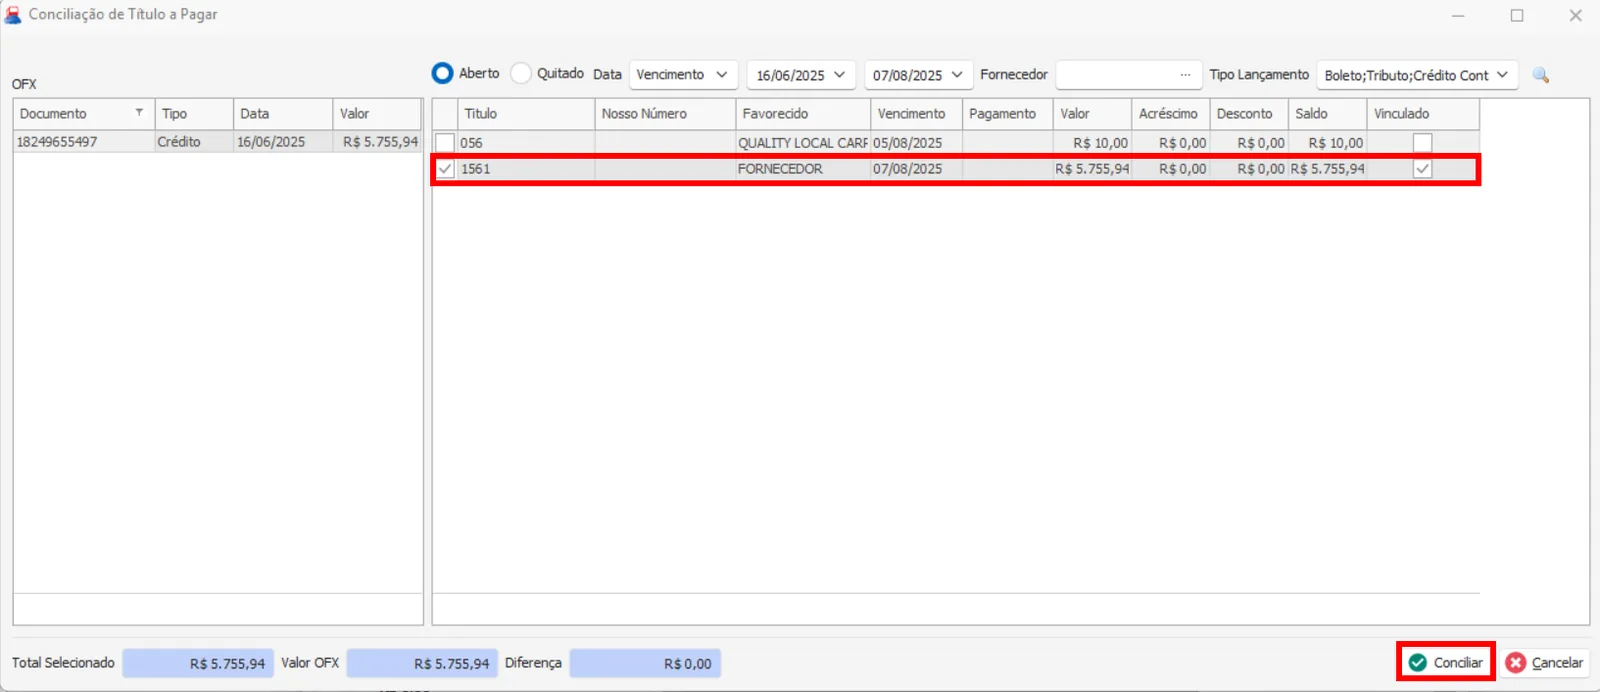 Conciliação de Título a Pagar
OFX
Aberto Quitado Data Vencimento 16/06/2025 07/08/2025 Fornecedor ... Tipo Lançamento Boleto;Tributo;Crédito Cont
Documento Tipo Data Valor
18249655497 Crédito 16/06/2025 R$ 5.755,94
Titulo Nosso Número Favorecido Vencimento Pagamento Valor Acréscimo Desconto Saldo Vinculado
056 QUALITY LOCAL CARF 05/08/2025 R$ 10,00 R$ 0,00 R$ 0,00 R$ 10,00
1561 FORNECEDOR 07/08/2025 R$ 5.755,94 R$ 0,00 R$ 0,00 R$ 5.755,94
Total Selecionado R$ 5.755,94 Valor OFX R$ 5.755,94 Diferença R$ 0,00 Conciliar Cancelar